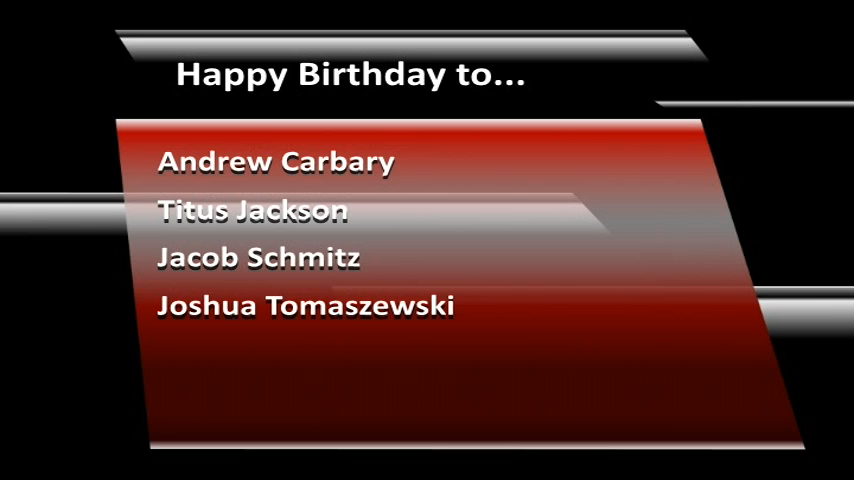 Happy Birthday to...
Andrew Carbary
Titus Jackson
Jacob Schmitz
Joshua Tomaszewski